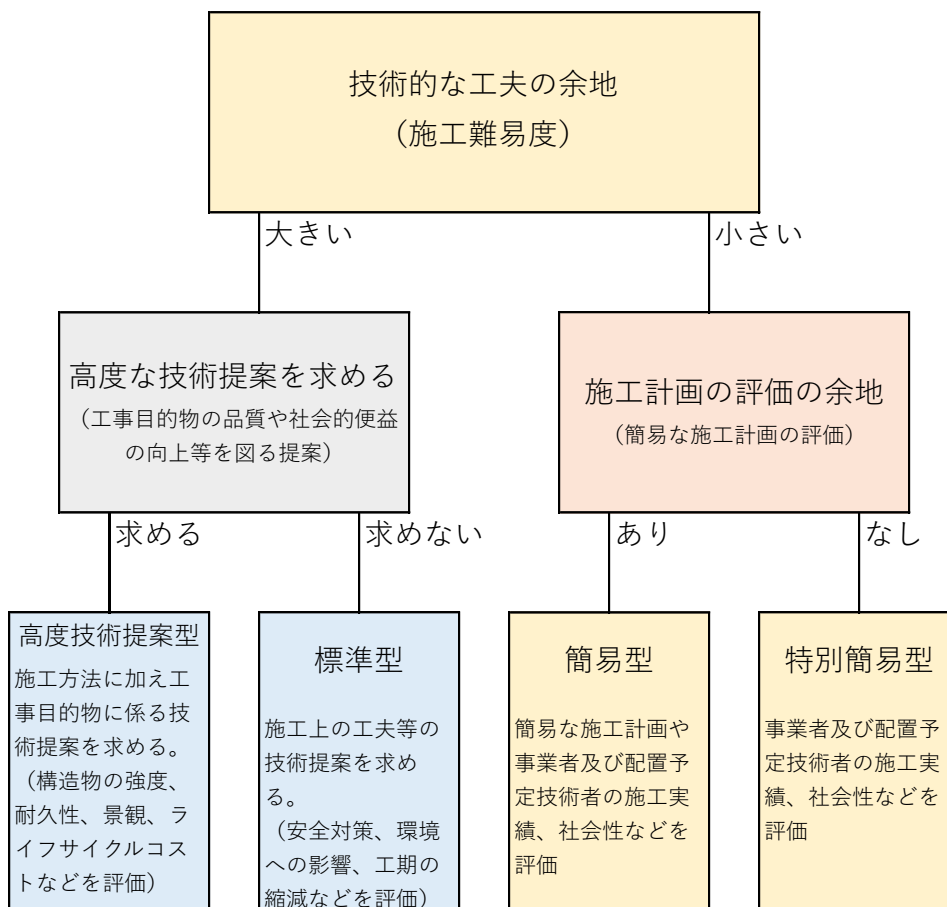 技術的な工夫の余地
（施工難易度）
大きい
小さい
高度な技術提案を求める
（工事目的物の品質や社会的便益
の向上等を図る提案）
施工計画の評価の余地
（簡易な施工計画の評価）
求める
求めない
あり
なし
高度技術提案型
施工方法に加え工
事目的物に係る技
術提案を求める。
（構造物の強度、
耐久性、景観、ラ
イフサイクルコス
トなどを評価）
標準型
施工上の工夫等の
技術提案を求め
る。
（安全対策、環境
への影響、工期の
縮減などを評価）
簡易型
簡易な施工計画や
事業者及び配置予
定技術者の施工実
績、社会性などを
評価
特別簡易型
事業者及び配置予
定技術者の施工実
績、社会性などを
評価